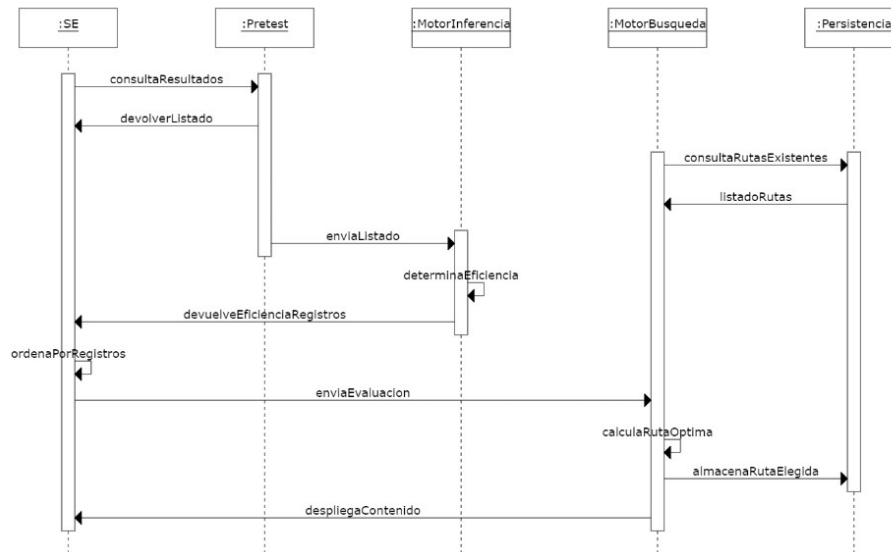 :SE
:Pretest
:MotorInferencia
:MotorBusqueda
:Persistencia
consultaResultados
devolverListado
consultaRutasExistentes
listadoRutas
enviaListado
determinaEficiencia
devuelveEficienciaRegistros
ordenaPorRegistros
enviaEvaluacion
calculaRutaOptima
almacenaRutaElegida
despliegaContenido